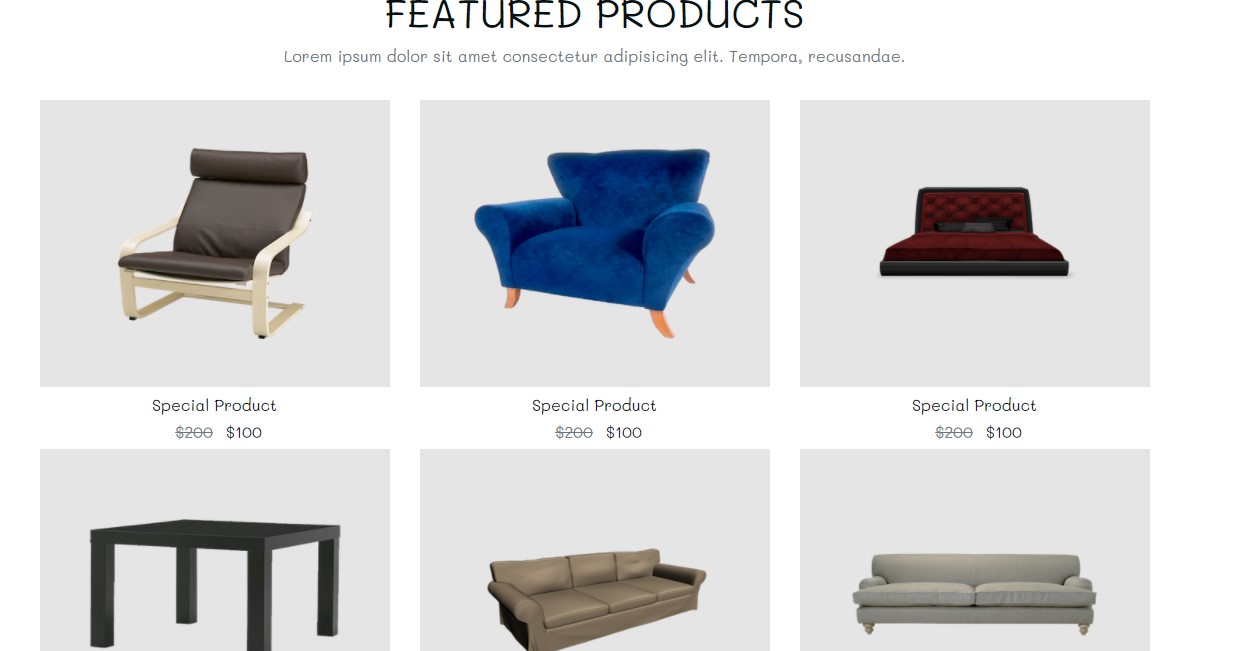 FEATURED PRODUCTS
Lorem ipsum dolor sit amet consectetur adipisicing elit. Tempora, recusandae.
Special Product
$200 $100
Special Product
$200 $100
Special Product
$200 $100